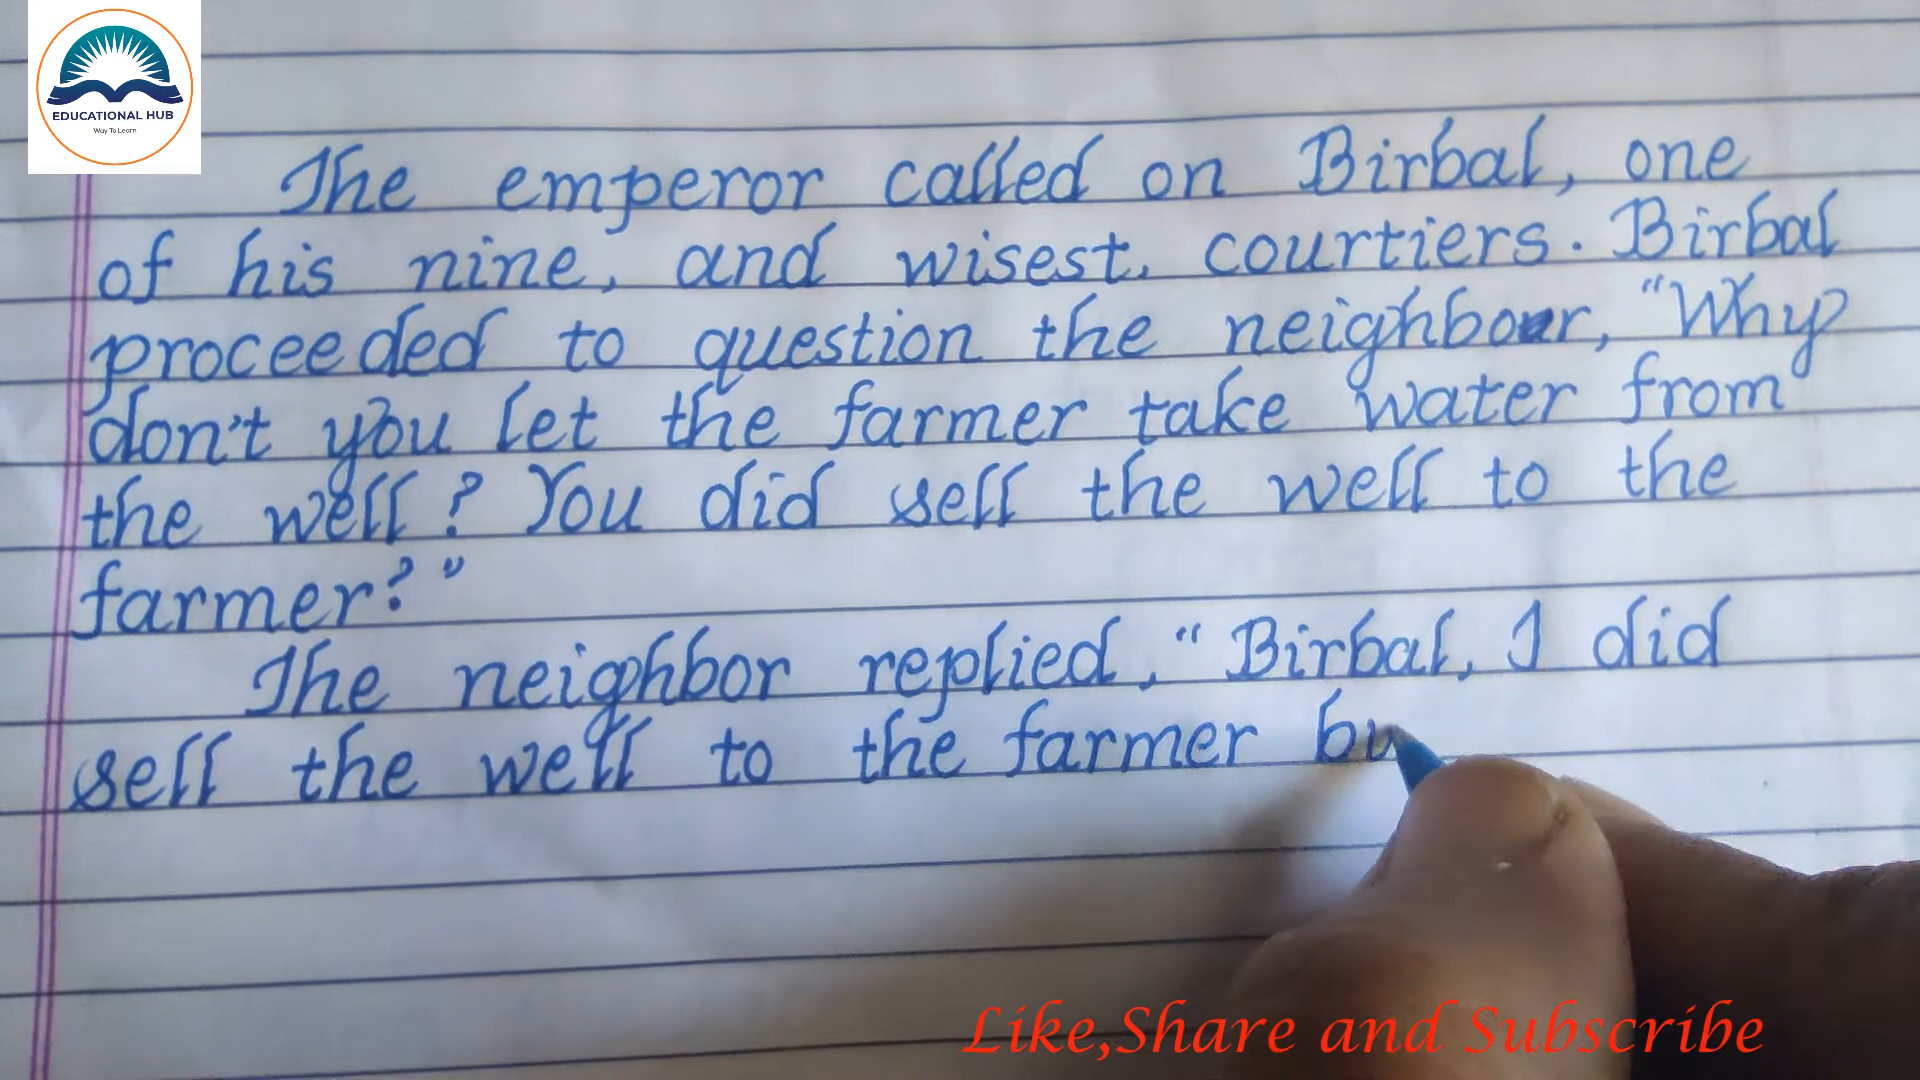 EDUCATIONAL HUB
Way To Learn
The emperor called on Birbal, one
of his nine, and wisest, courtiers. Birbal
proceeded to question the neighbour, "Why
don't you let the farmer take water from
the well? You did sell the well to the
farmer?"
The neighbor replied, "Birbal, I did
sell the well to the farmer bu
Like,Share and Subscribe